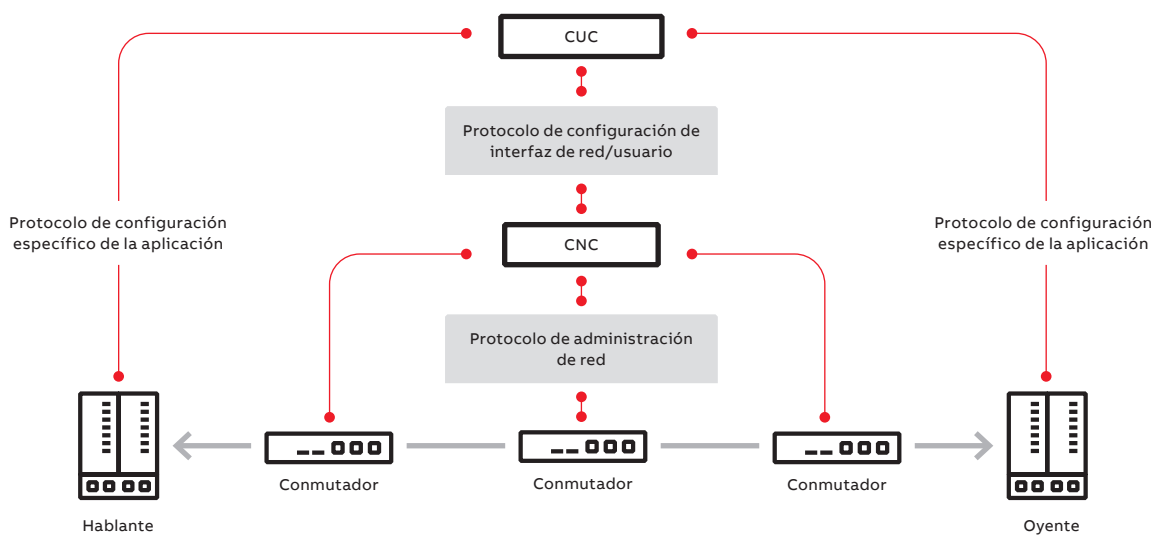 CUC
Protocolo de configuración de
interfaz de red/usuario
Protocolo de configuración
específico de la aplicación
Protocolo de configuración
específico de la aplicación
CNC
Protocolo de administración
de red
Conmutador
Conmutador
Conmutador
Hablante
Oyente